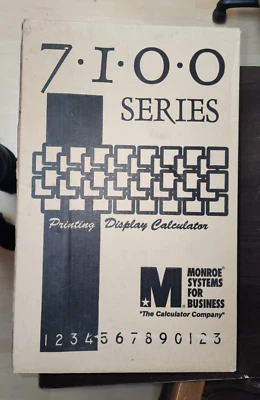 7·1·0·0
SERIES
Printing Display Calculator
M
MONROE®
SYSTEMS
FOR
BUSINESS
"The Calculator Company"
1234567890123